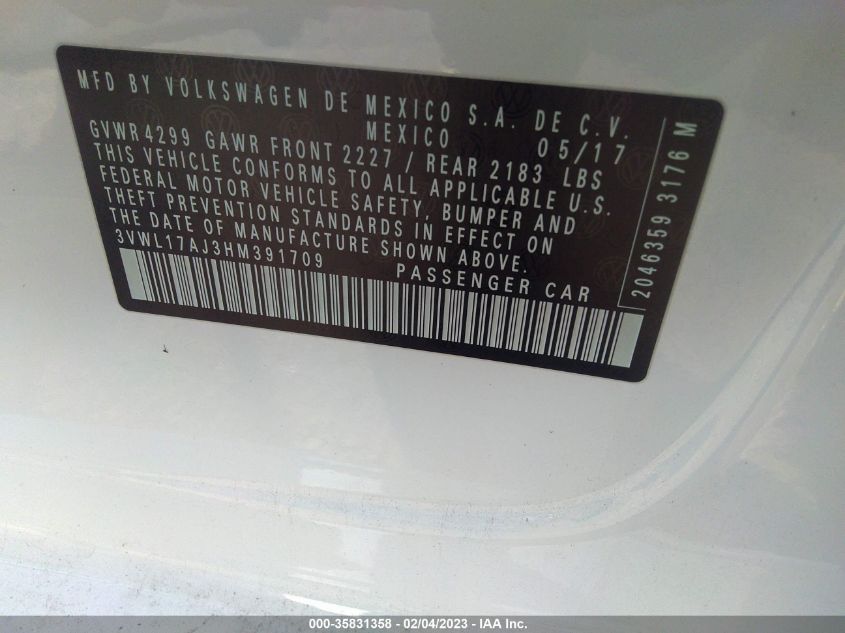 MFD BY VOLKSWAGEN DE MEXICO S.A. DE C.V.
MEXICO 05/17
GVWR 4299 GAWR FRONT 2227 / REAR 2183 LBS
THIS VEHICLE CONFORMS TO ALL APPLICABLE U.S.
FEDERAL MOTOR VEHICLE SAFETY, BUMPER AND
THEFT PREVENTION STANDARDS IN EFFECT ON
THE DATE OF MANUFACTURE SHOWN ABOVE.
3VWL17AJ3HM391709 PASSENGER CAR
2046359 3176 M
000-35831358 - 02/04/2023 - IAA Inc.